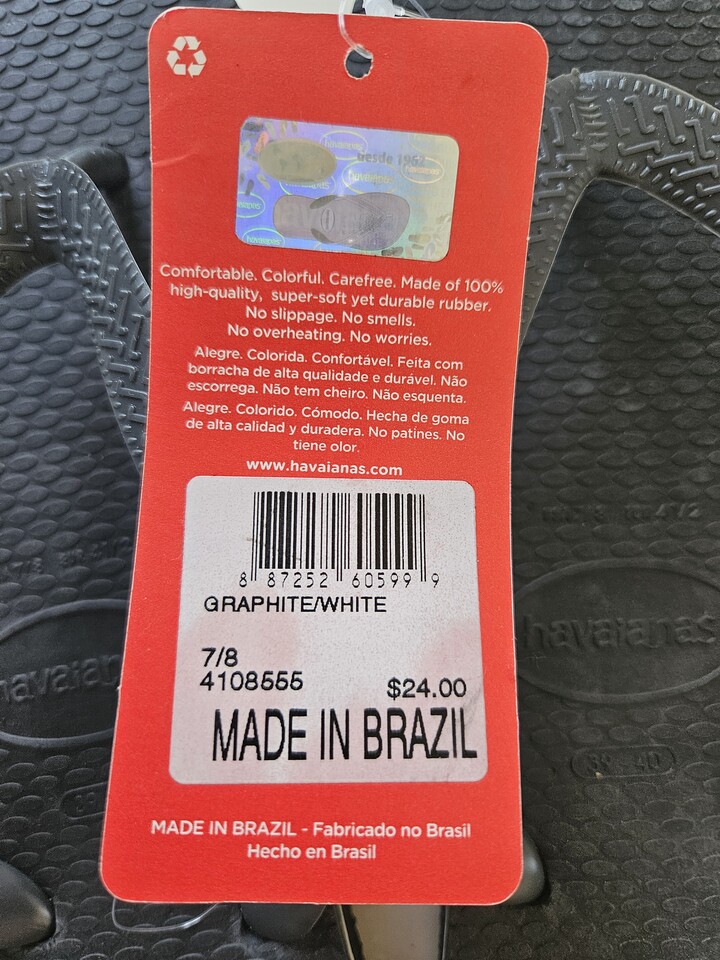 desde 1962
Comfortable. Colorful. Carefree. Made of 100%
high-quality, super-soft yet durable rubber.
No slippage. No smells.
No overheating. No worries.
Alegre. Colorida. Confortável. Feita com
borracha de alta qualidade e durável. Não
escorrega. Não tem cheiro. Não esquenta.
Alegre. Colorido. Cómodo. Hecha de goma
de alta calidad y duradera. No patines. No
tiene olor.
www.havaianas.com
8 87252 60599 9
GRAPHITE/WHITE
7/8
4108555
$24.00
MADE IN BRAZIL
MADE IN BRAZIL - Fabricado no Brasil
Hecho en Brasil
havaianas
39 40